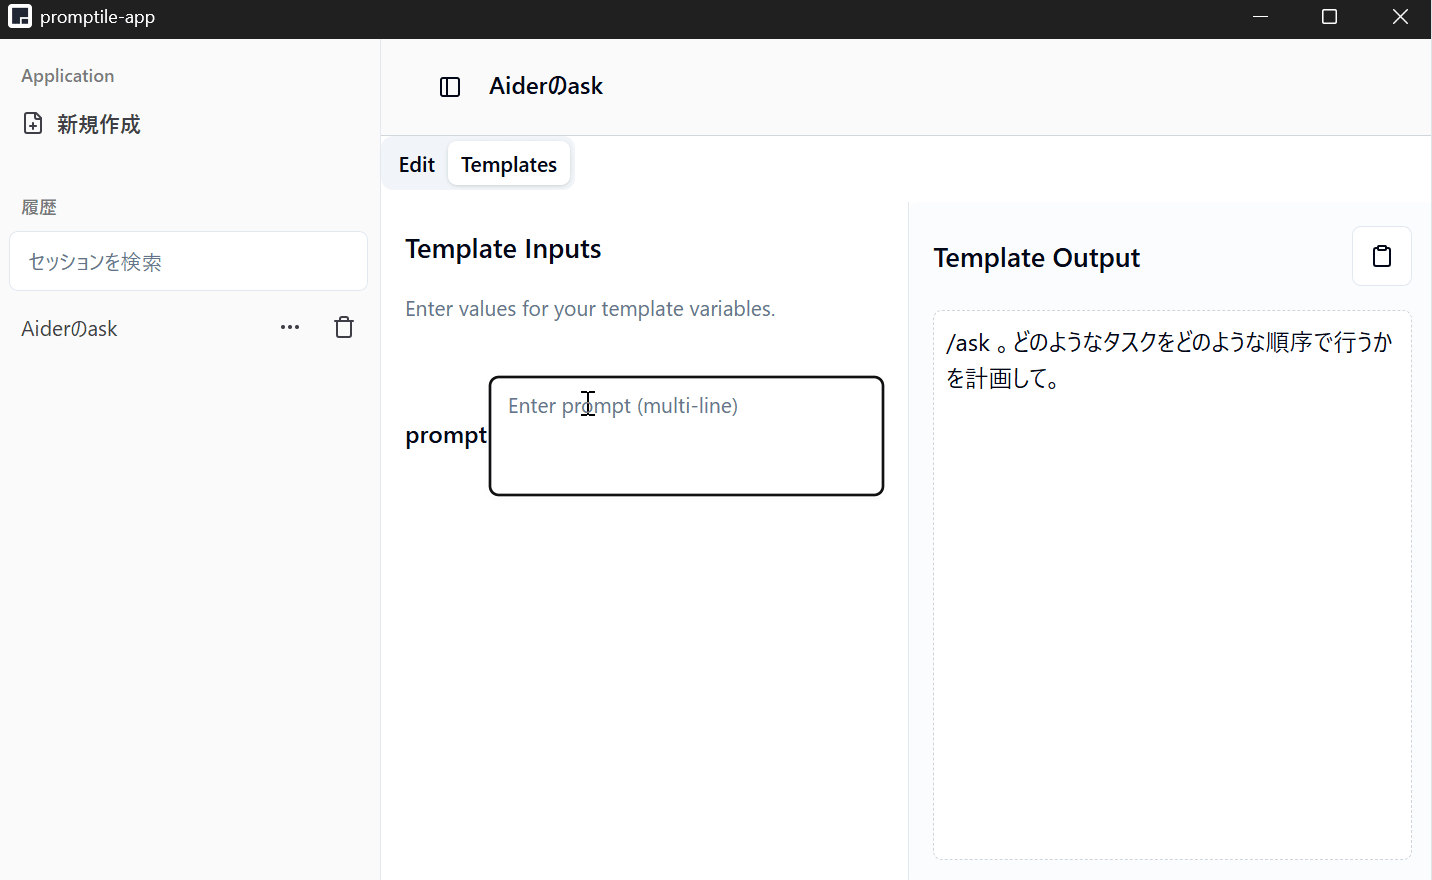 promptile-app
Application
新規作成
履歴
セッションを検索
Aiderのask
Aiderのask
Edit
Templates
Template Inputs
Enter values for your template variables.
prompt
Enter prompt (multi-line)
Template Output
/ask 。どのようなタスクをどのような順序で行うか
を計画して。